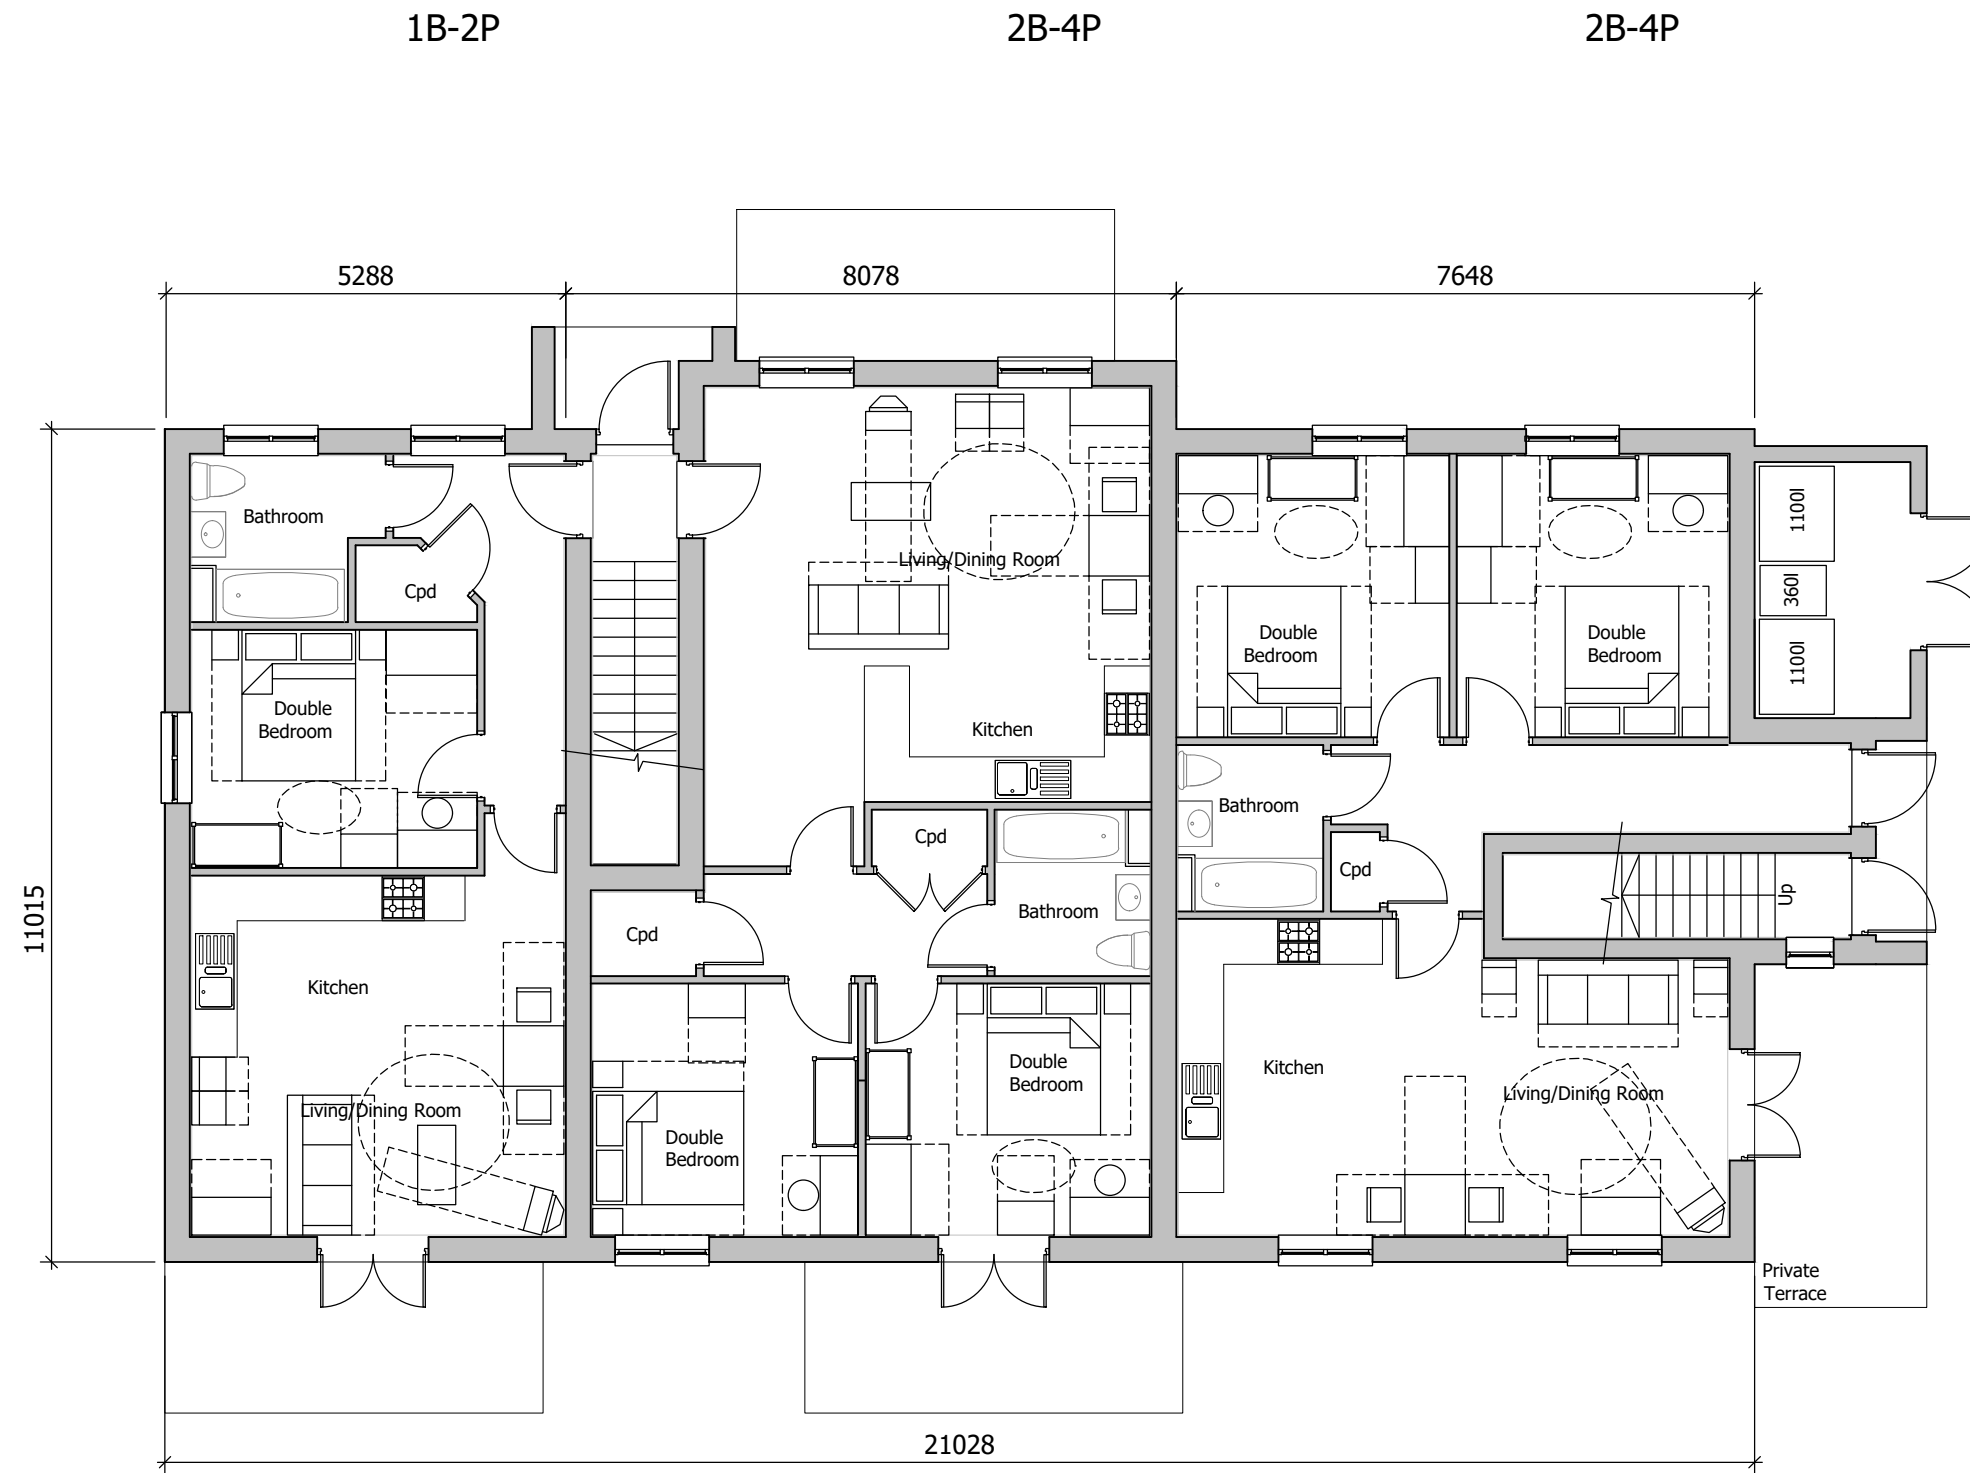 1B-2P
2B-4P
2B-4P
5288
8078
7648
11015
21028
Bathroom
Cpd
Double
Bedroom
Kitchen
Living/Dining Room
Living/Dining Room
Kitchen
Cpd
Bathroom
Cpd
Double
Bedroom
Double
Bedroom
Double
Bedroom
Double
Bedroom
1100l
360l
1100l
Bathroom
Cpd
Up
Kitchen
Living/Dining Room
Private
Terrace